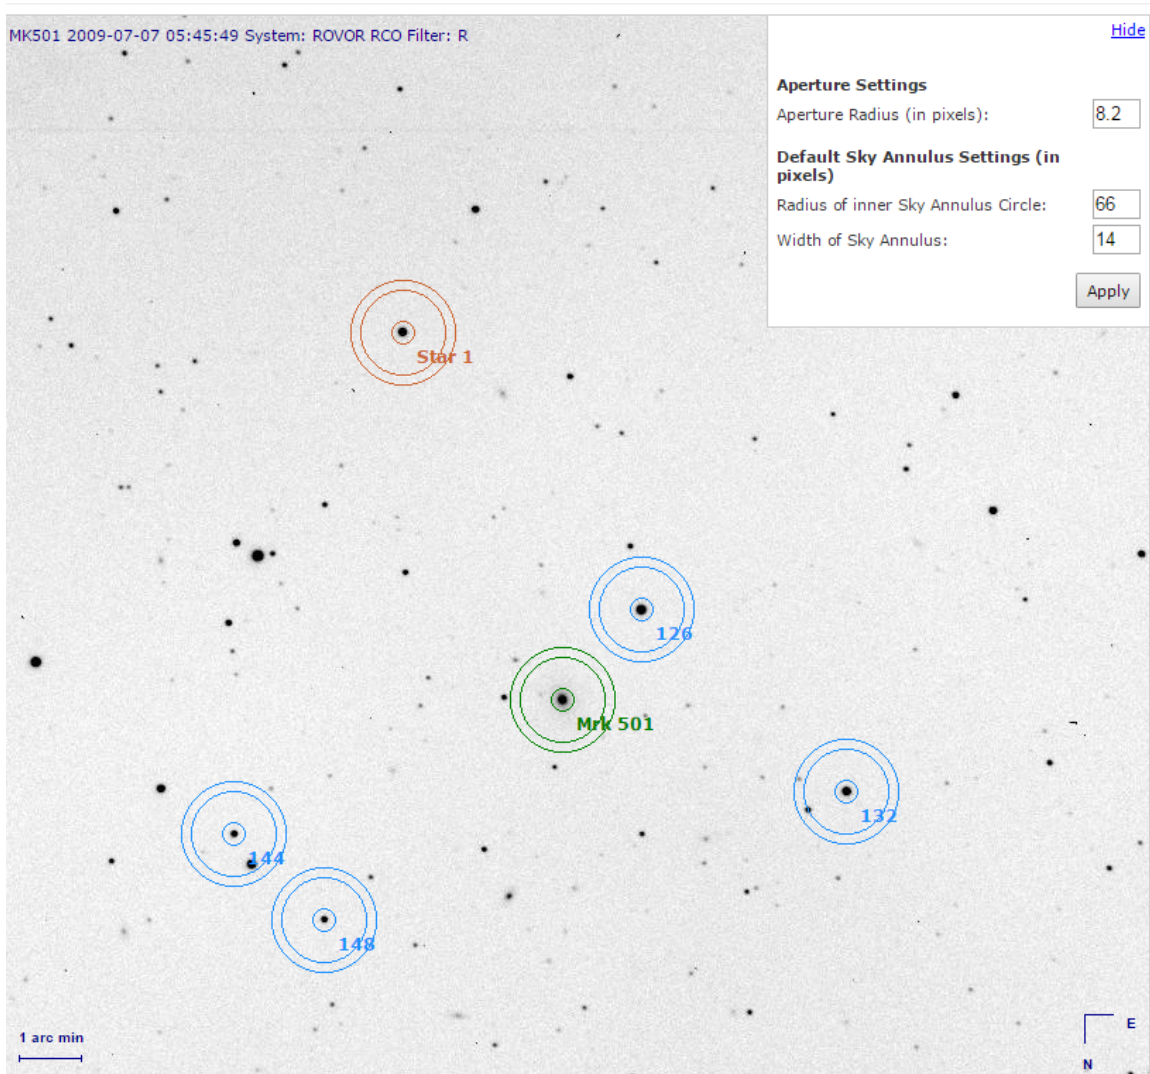 MK501 2009-07-07 05:45:49 System: ROVOR RCO Filter: R
Hide
Aperture Settings
Aperture Radius (in pixels): 8.2
Default Sky Annulus Settings (in
pixels)
Radius of inner Sky Annulus Circle: 66
Width of Sky Annulus: 14
Apply
Star 1
126
Mrk 501
132
144
148
1 arc min
E
N